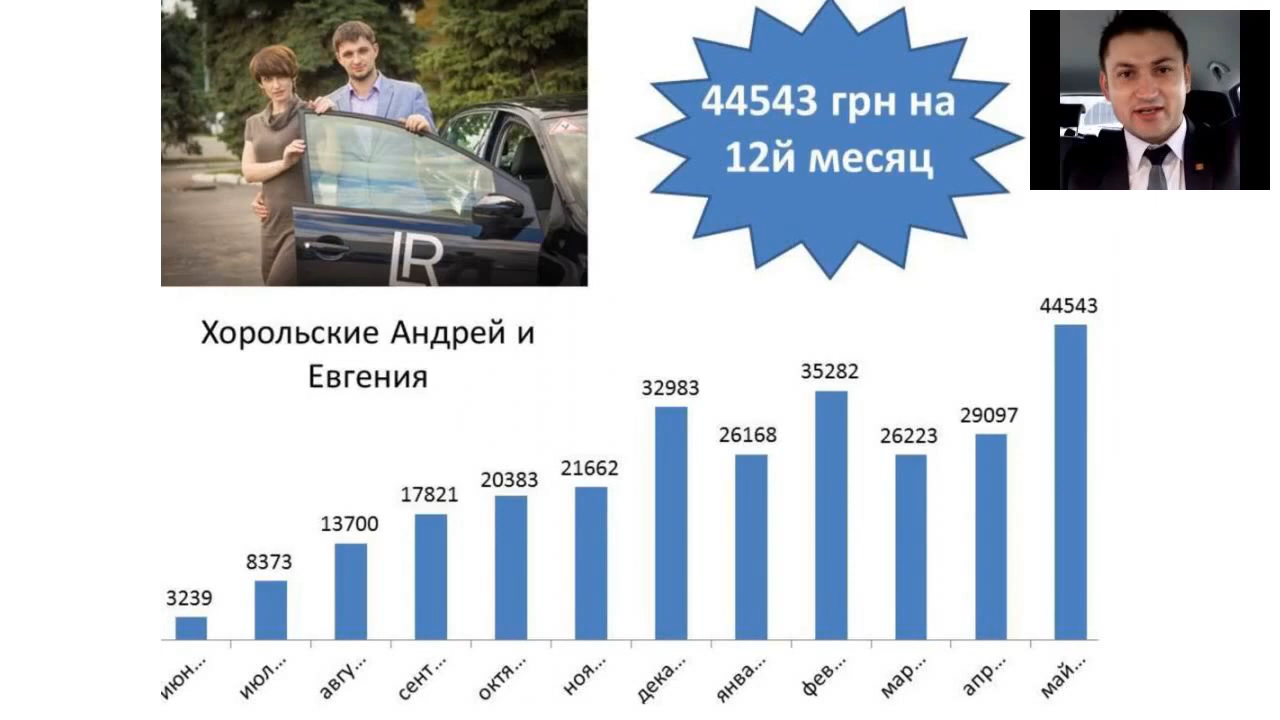 44543 грн на
12й месяц
LR
Хорольские Андрей и
Евгения
3239
8373
13700
17821
20383
21662
32983
26168
35282
26223
29097
44543
июн...
июл...
авгу...
сент...
октя...
ноя...
дека...
янва...
фев...
мар...
апр...
май...